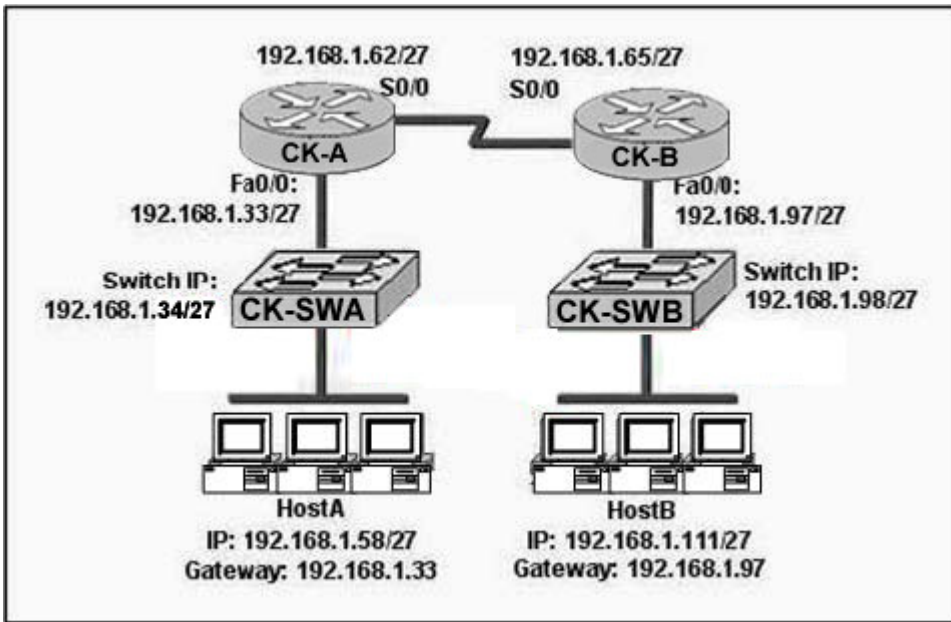 192.168.1.62/27
192.168.1.65/27
S0/0
S0/0
CK-A
CK-B
Fa0/0:
192.168.1.33/27
Fa0/0:
192.168.1.97/27
Switch IP:
192.168.1.34/27
CK-SWA
CK-SWB
Switch IP:
192.168.1.98/27
HostA
IP: 192.168.1.58/27
Gateway: 192.168.1.33
HostB
IP: 192.168.1.111/27
Gateway: 192.168.1.97